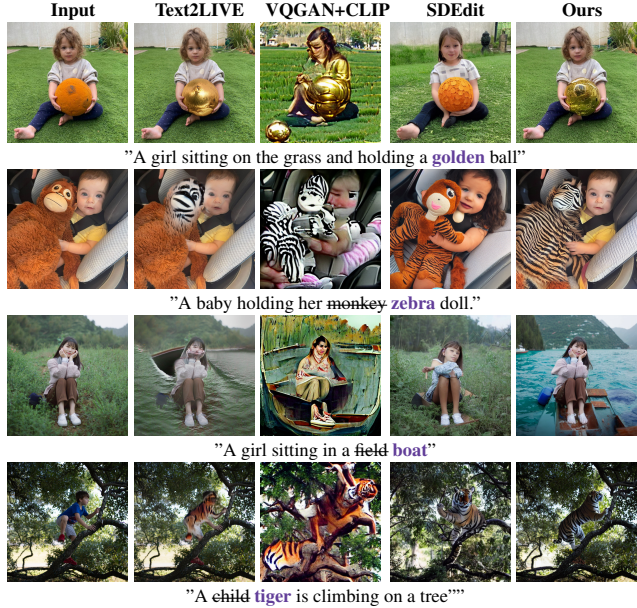 Input Text2LIVE VQGAN+CLIP SDEdit Ours
"A girl sitting on the grass and holding a golden ball"
"A baby holding her monkey zebra doll."
"A girl sitting in a field boat"
"A child tiger is climbing on a tree""